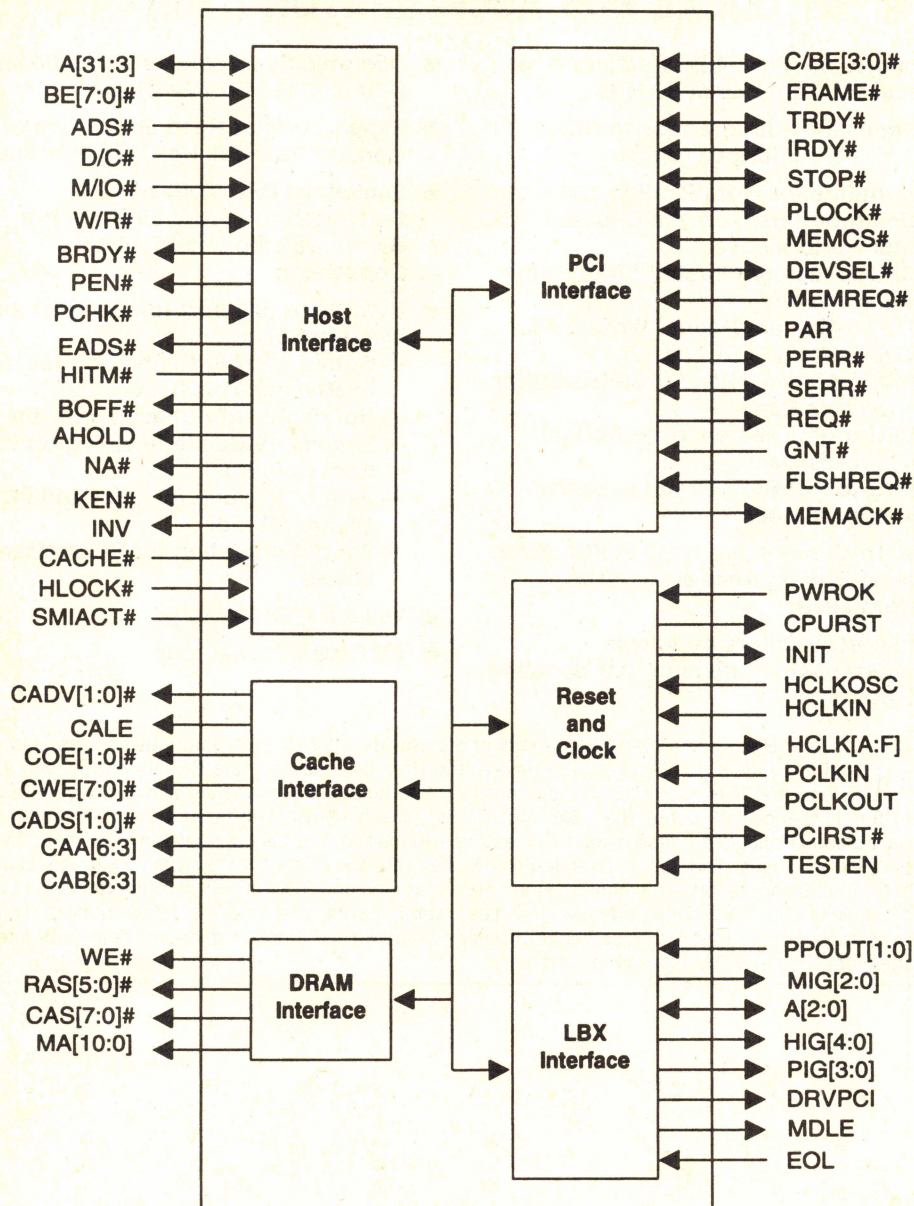 A[31:3]
BE[7:0]#
ADS#
D/C#
M/IO#
W/R#
BRDY#
PEN#
PCHK#
EADS#
HITM#
BOFF#
AHOLD
NA#
KEN#
INV
CACHE#
HLOCK#
SMIACT#
Host
Interface
CADV[1:0]#
CALE
COE[1:0]#
CWE[7:0]#
CADS[1:0]#
CAA[6:3]
CAB[6:3]
Cache
Interface
WE#
RAS[5:0]#
CAS[7:0]#
MA[10:0]
DRAM
Interface
PCI
Interface
C/BE[3:0]#
FRAME#
TRDY#
IRDY#
STOP#
PLOCK#
MEMCS#
DEVSEL#
MEMREQ#
PAR
PERR#
SERR#
REQ#
GNT#
FLSHREQ#
MEMACK#
Reset
and
Clock
PWROK
CPURST
INIT
HCLKOSC
HCLKIN
HCLK[A:F]
PCLKIN
PCLKOUT
PCIRST#
TESTEN
LBX
Interface
PPOUT[1:0]
MIG[2:0]
A[2:0]
HIG[4:0]
PIG[3:0]
DRVPCI
MDLE
EOL